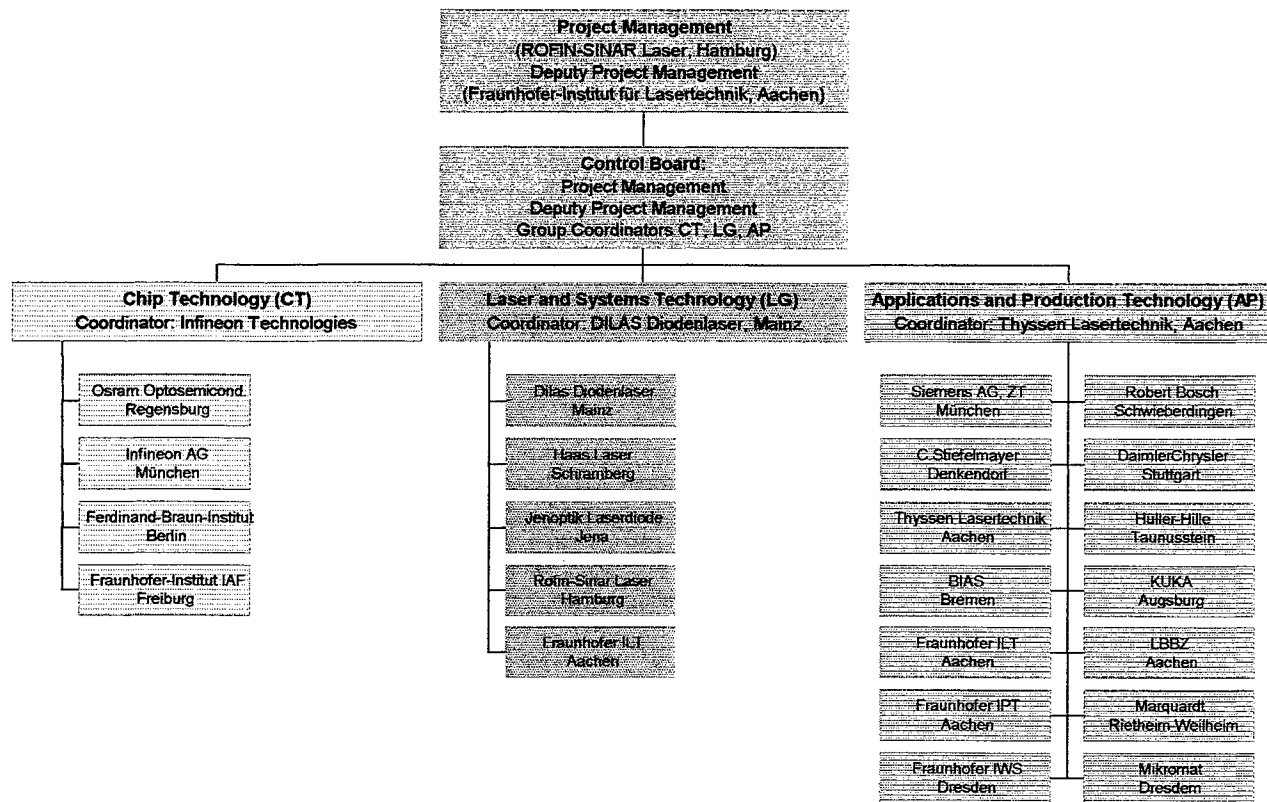 Project Management
(ROFIN-SINAR Laser, Hamburg)
Deputy Project Management
(Fraunhofer-Institut für Lasertechnik, Aachen)
Control Board:
Project Management
Deputy Project Management
Group Coordinators CT, LG, AP
Chip Technology (CT)
Coordinator: Infineon Technologies
Osram Optosemicond.
Regensburg
Infineon AG
München
Ferdinand-Braun-Institut
Berlin
Fraunhofer-Institut IAF
Freiburg
Laser and Systems Technology (LG)
Coordinator: DILAS Diodenlaser, Mainz
Dilas Diodenlaser
Mainz
Haas Laser
Schramberg
Jenoptik Laserdiode
Jena
Rofin-Sinar Laser
Hamburg
Fraunhofer ILT
Aachen
Applications and Production Technology (AP)
Coordinator: Thyssen Lasertechnik, Aachen
Siemens AG, ZT
München
C.Stiefelmayer
Denkendorf
Thyssen Lasertechnik
Aachen
BIAS
Bremen
Fraunhofer ILT
Aachen
Fraunhofer IPT
Aachen
Fraunhofer IWS
Dresden
Robert Bosch
Schwieberdingen
DaimlerChrysler
Stuttgart
Hüller-Hille
Taunusstein
KUKA
Augsburg
LBBZ
Aachen
Marquardt
Rietheim-Weilheim
Mikromat
Dresden